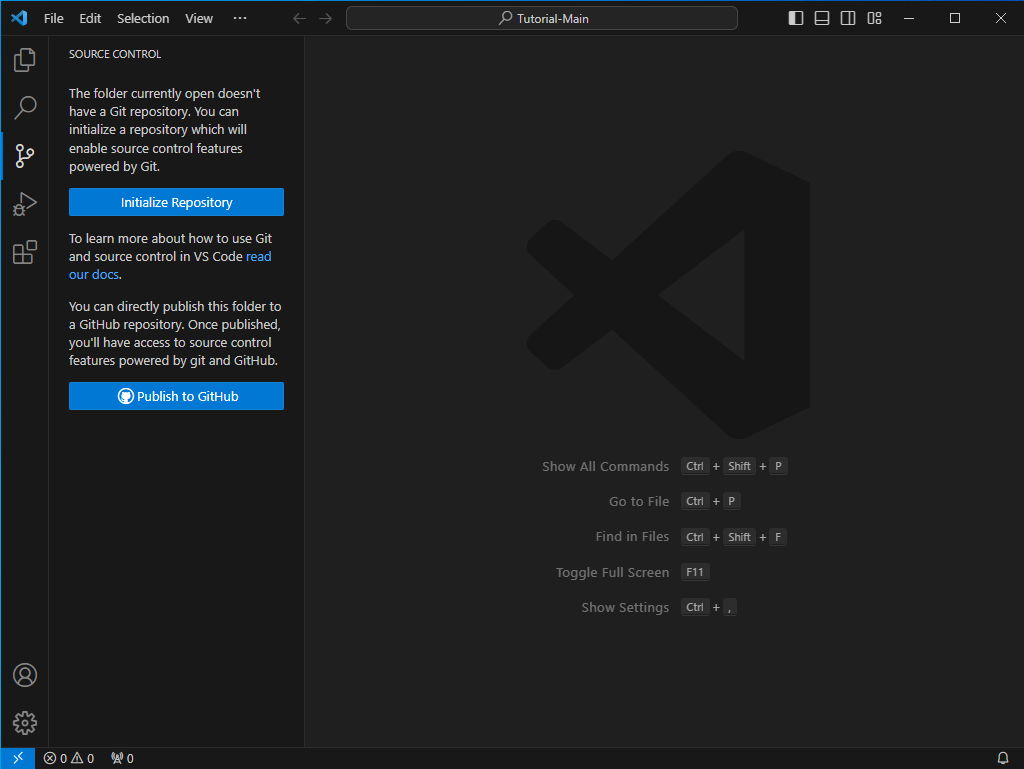 File Edit Selection View ··· Tutorial-Main
SOURCE CONTROL
The folder currently open doesn't
have a Git repository. You can
initialize a repository which will
enable source control features
powered by Git.
Initialize Repository
To learn more about how to use Git
and source control in VS Code read
our docs.
You can directly publish this folder to
a GitHub repository. Once published,
you'll have access to source control
features powered by git and GitHub.
Publish to GitHub
Show All Commands Ctrl + Shift + P
Go to File Ctrl + P
Find in Files Ctrl + Shift + F
Toggle Full Screen F11
Show Settings Ctrl + ,
0 0 0